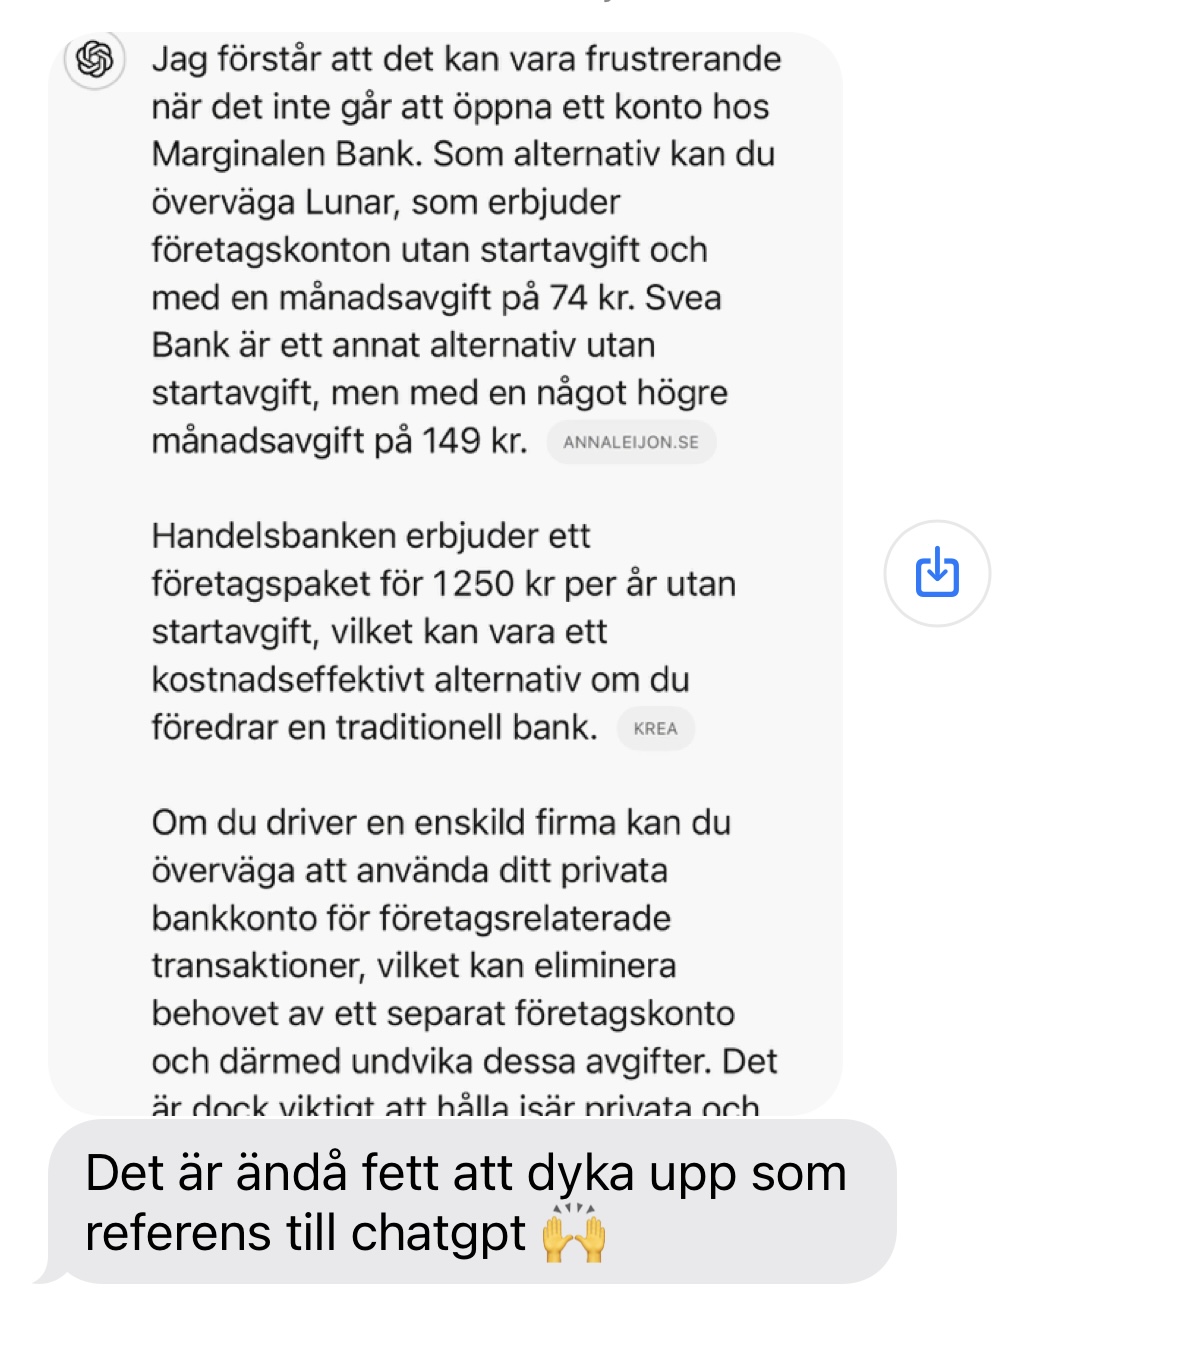 Jag förstår att det kan vara frustrerande
när det inte går att öppna ett konto hos
Marginalen Bank. Som alternativ kan du
överväga Lunar, som erbjuder
företagskonton utan startavgift och
med en månadsavgift på 74 kr. Svea
Bank är ett annat alternativ utan
startavgift, men med en något högre
månadsavgift på 149 kr. ANNALEIJON.SE
Handelsbanken erbjuder ett
företagspaket för 1 250 kr per år utan
startavgift, vilket kan vara ett
kostnadseffektivt alternativ om du
föredrar en traditionell bank. KREA
Om du driver en enskild firma kan du
överväga att använda ditt privata
bankkonto för företagsrelaterade
transaktioner, vilket kan eliminera
behovet av ett separat företagskonto
och därmed undvika dessa avgifter. Det
är dock viktigt att hålla isär privata och
Det är ändå fett att dyka upp som
referens till chatgpt 🙌